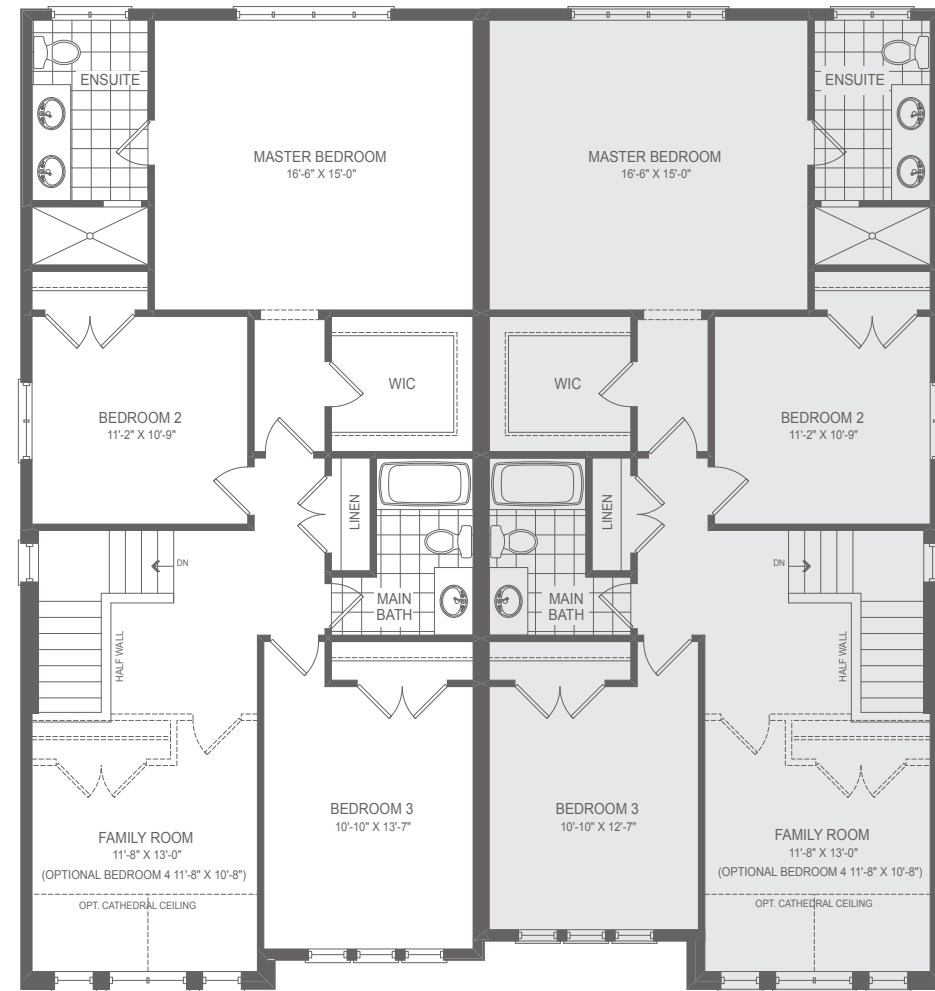 ENSUITE
MASTER BEDROOM
16'-6" X 15'-0"
MASTER BEDROOM
16'-6" X 15'-0"
ENSUITE
WIC
WIC
BEDROOM 2
11'-2" X 10'-9"
BEDROOM 2
11'-2" X 10'-9"
LINEN
LINEN
DN
DN
MAIN
BATH
MAIN
BATH
HALF WALL
HALF WALL
BEDROOM 3
10'-10" X 13'-7"
BEDROOM 3
10'-10" X 12'-7"
FAMILY ROOM
11'-8" X 13'-0"
(OPTIONAL BEDROOM 4 11'-8" X 10'-8")
OPT. CATHEDRAL CEILING
FAMILY ROOM
11'-8" X 13'-0"
(OPTIONAL BEDROOM 4 11'-8" X 10'-8")
OPT. CATHEDRAL CEILING